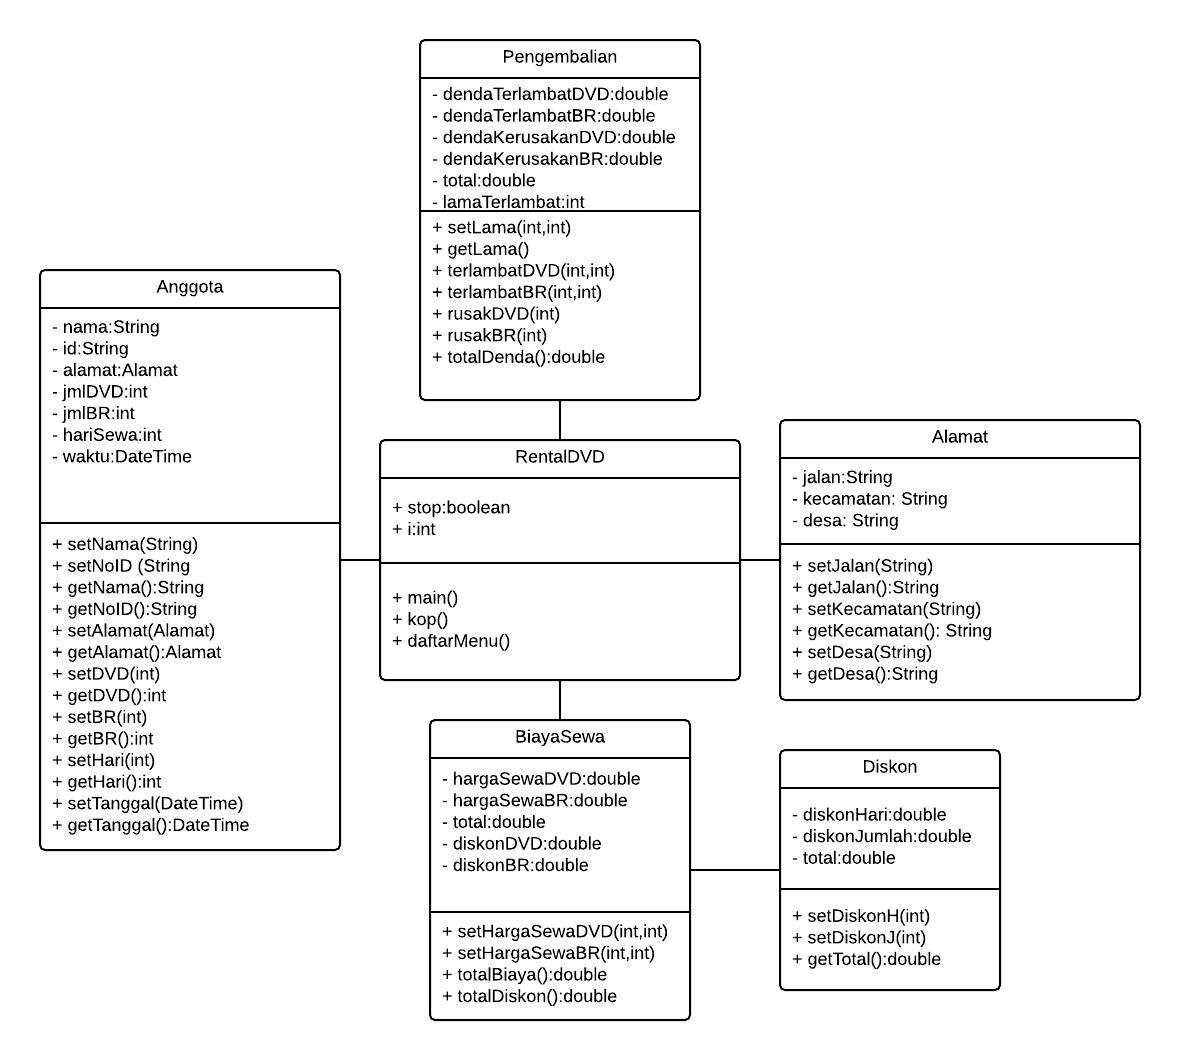 Pengembalian
- dendaTerlambatDVD:double
- dendaTerlambatBR:double
- dendaKerusakanDVD:double
- dendaKerusakanBR:double
- total:double
- lamaTerlambat:int
+ setLama(int,int)
+ getLama()
+ terlambatDVD(int,int)
+ terlambatBR(int,int)
+ rusakDVD(int)
+ rusakBR(int)
+ totalDenda():double
Anggota
- nama:String
- id:String
- alamat:Alamat
- jmlDVD:int
- jmlBR:int
- hariSewa:int
- waktu:DateTime
+ setNama(String)
+ setNoID (String
+ getNama():String
+ getNoID():String
+ setAlamat(Alamat)
+ getAlamat():Alamat
+ setDVD(int)
+ getDVD():int
+ setBR(int)
+ getBR():int
+ setHari(int)
+ getHari():int
+ setTanggal(DateTime)
+ getTanggal():DateTime
RentalDVD
+ stop:boolean
+ i:int
+ main()
+ kop()
+ daftarMenu()
Alamat
- jalan:String
- kecamatan: String
- desa: String
+ setJalan(String)
+ getJalan():String
+ setKecamatan(String)
+ getKecamatan(): String
+ setDesa(String)
+ getDesa():String
BiayaSewa
- hargaSewaDVD:double
- hargaSewaBR:double
- total:double
- diskonDVD:double
- diskonBR:double
+ setHargaSewaDVD(int,int)
+ setHargaSewaBR(int,int)
+ totalBiaya():double
+ totalDiskon():double
Diskon
- diskonHari:double
- diskonJumlah:double
- total:double
+ setDiskonH(int)
+ setDiskonJ(int)
+ getTotal():double